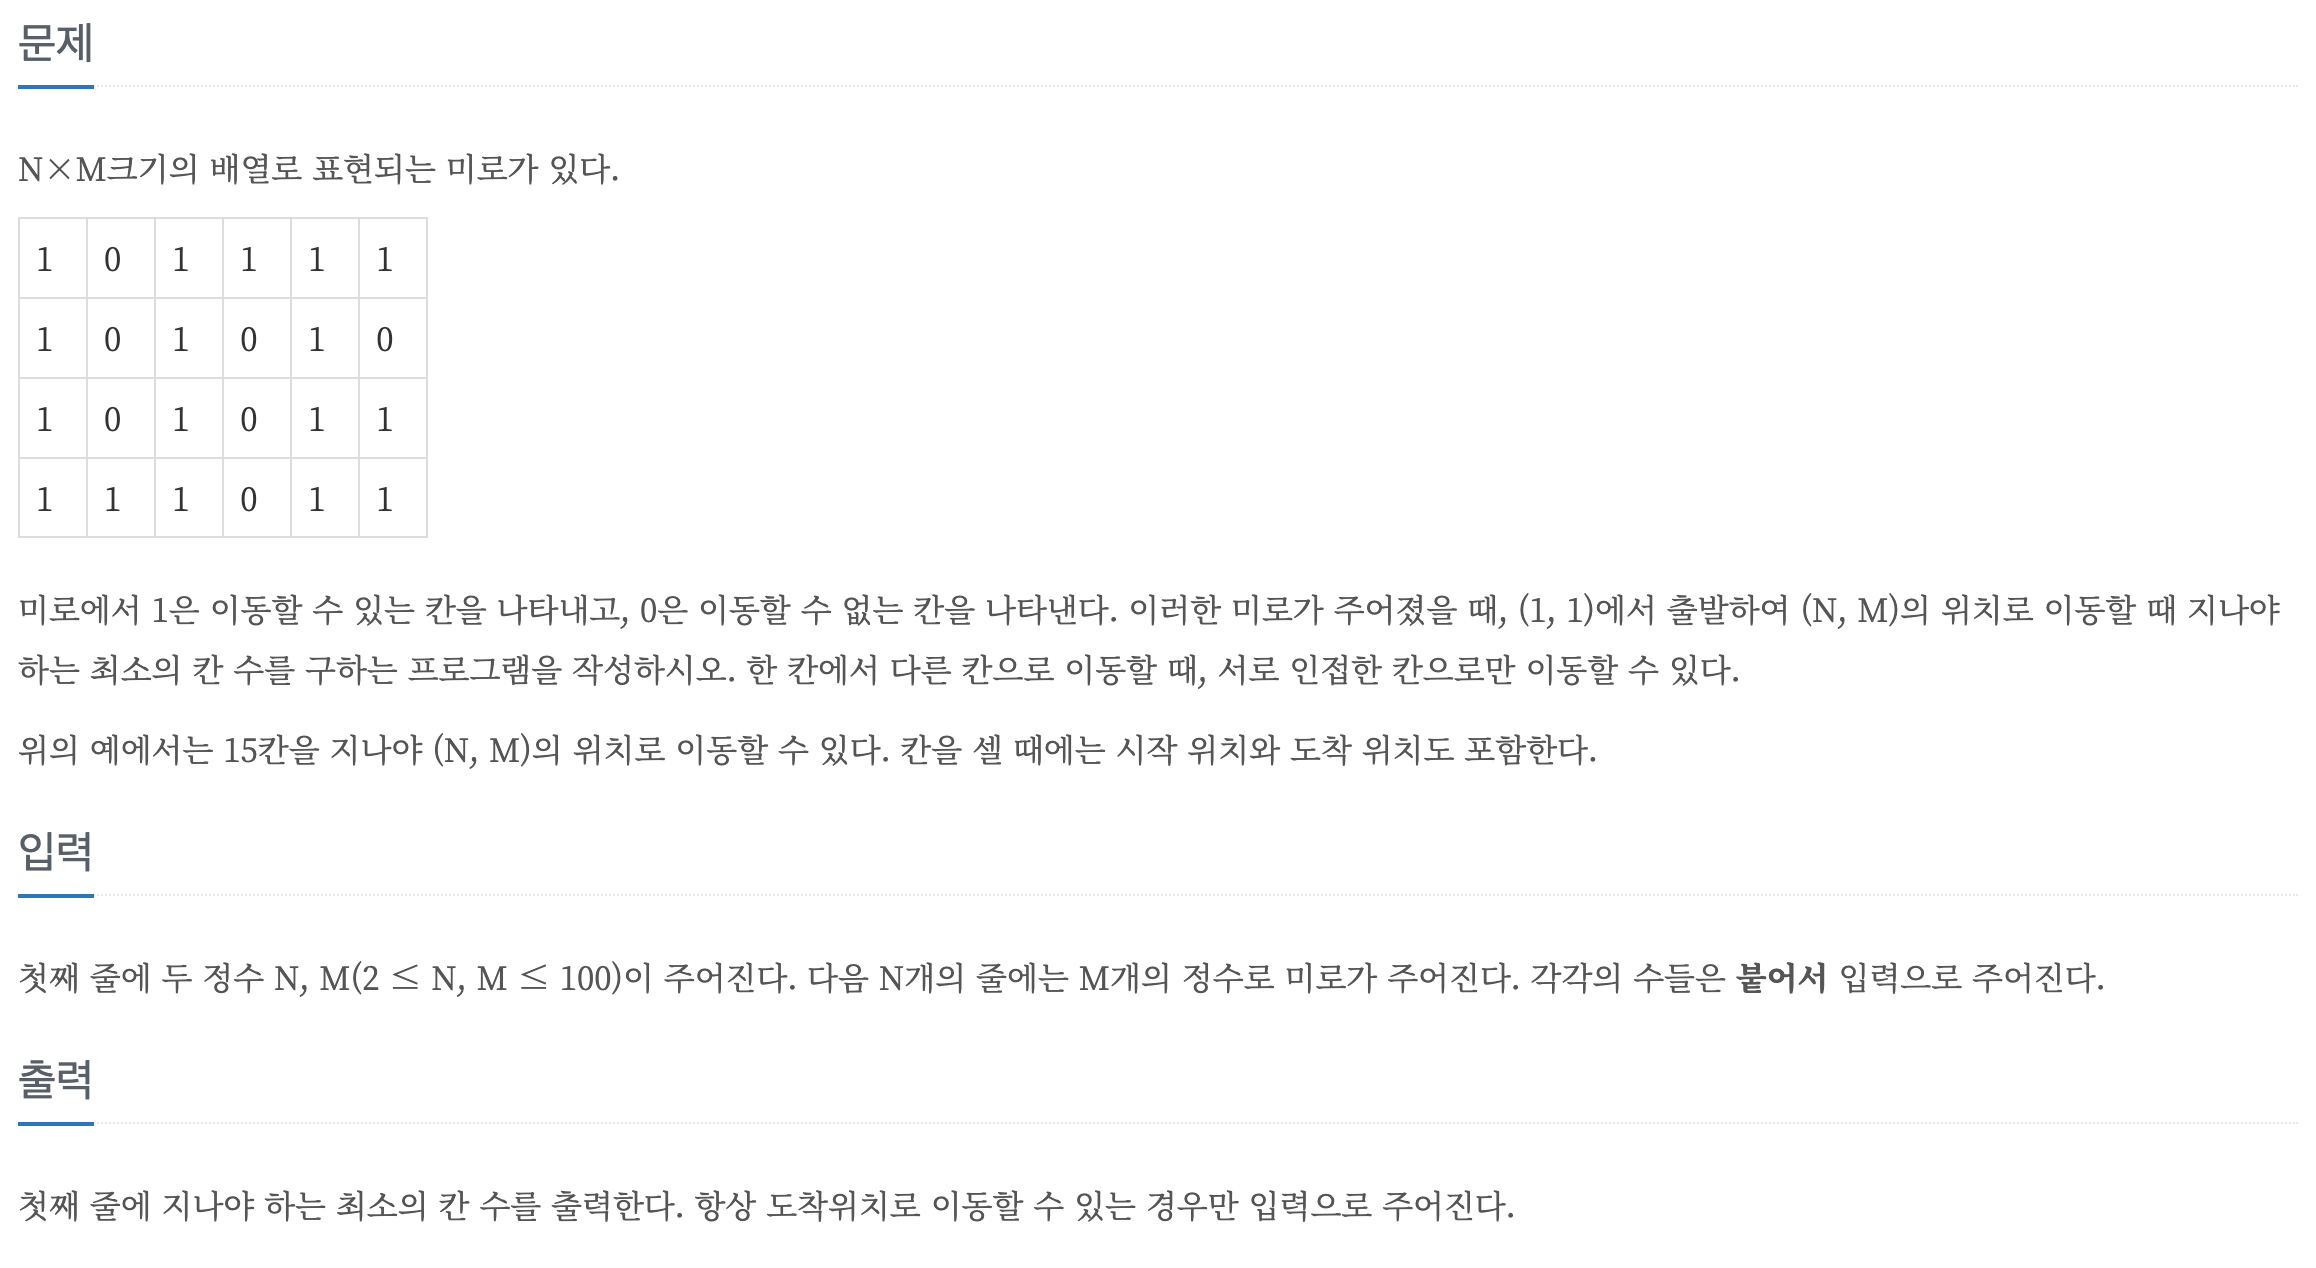 문제
N×M크기의 배열로 표현되는 미로가 있다.
1 0 1 1 1 1
1 0 1 0 1 0
1 0 1 0 1 1
1 1 1 0 1 1
미로에서 1은 이동할 수 있는 칸을 나타내고, 0은 이동할 수 없는 칸을 나타낸다. 이러한 미로가 주어졌을 때, (1, 1)에서 출발하여 (N, M)의 위치로 이동할 때 지나야
하는 최소의 칸 수를 구하는 프로그램을 작성하시오. 한 칸에서 다른 칸으로 이동할 때, 서로 인접한 칸으로만 이동할 수 있다.
위의 예에서는 15칸을 지나야 (N, M)의 위치로 이동할 수 있다. 칸을 셀 때에는 시작 위치와 도착 위치도 포함한다.
입력
첫째 줄에 두 정수 N, M(2 ≤ N, M ≤ 100)이 주어진다. 다음 N개의 줄에는 M개의 정수로 미로가 주어진다. 각각의 수들은 붙어서 입력으로 주어진다.
출력
첫째 줄에 지나야 하는 최소의 칸 수를 출력한다. 항상 도착위치로 이동할 수 있는 경우만 입력으로 주어진다.